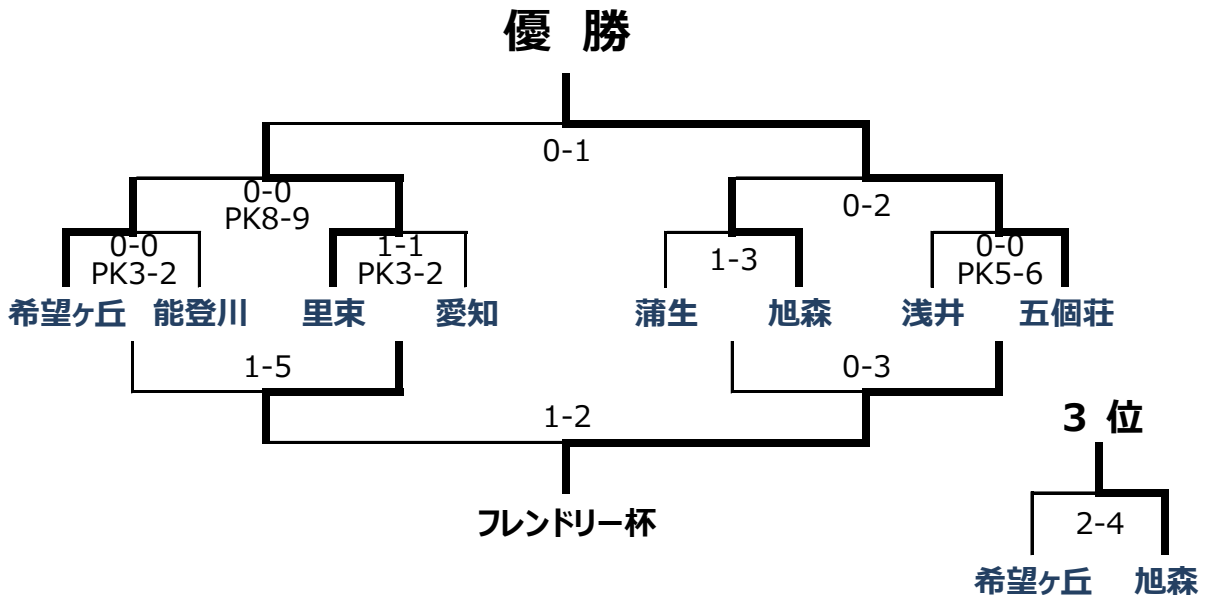 優 勝
0-1
0-0
PK8-9
0-2
0-0
PK3-2
1-1
PK3-2
1-3
0-0
PK5-6
希望ヶ丘 能登川 里東 愛知 蒲生 旭森 浅井 五個荘
1-5
0-3
1-2
3 位
フレンドリー杯
2-4
希望ヶ丘 旭森